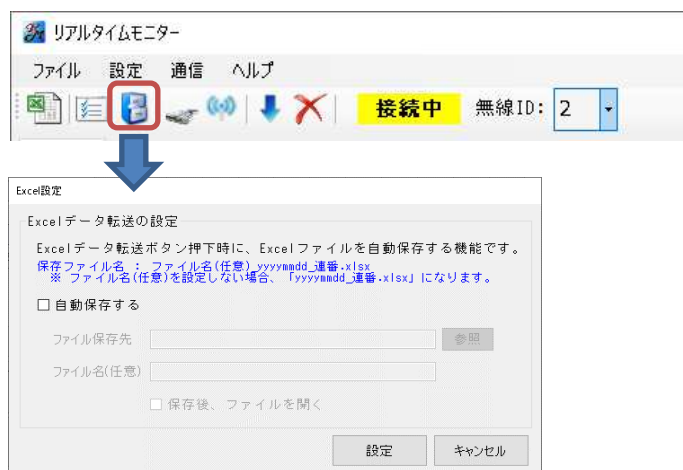 リアルタイムモニター
ファイル 設定 通信 ヘルプ
接続中 無線ID: 2
Excel設定
Excelデータ転送の設定
Excelデータ転送ボタン押下時に、Excelファイルを自動保存する機能です。
保存ファイル名 : ファイル名(任意)_yyyymmdd_連番.xlsx
※ ファイル名(任意)を設定しない場合、「yyyymmdd_連番.xlsx」になります。
自動保存する
ファイル保存先 参照
ファイル名(任意)
保存後、ファイルを開く
設定 キャンセル